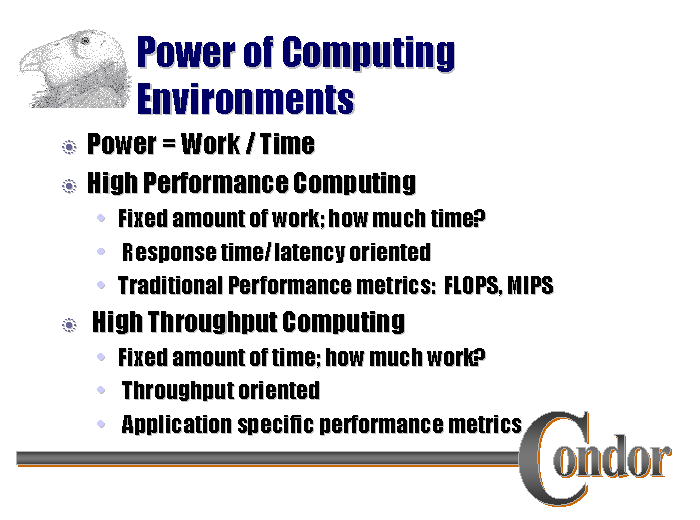 Power of Computing
Environments
Power = Work / Time
High Performance Computing
Fixed amount of work; how much time?
Response time/latency oriented
Traditional Performance metrics: FLOPS, MIPS
High Throughput Computing
Fixed amount of time; how much work?
Throughput oriented
Application specific performance metrics
Condor